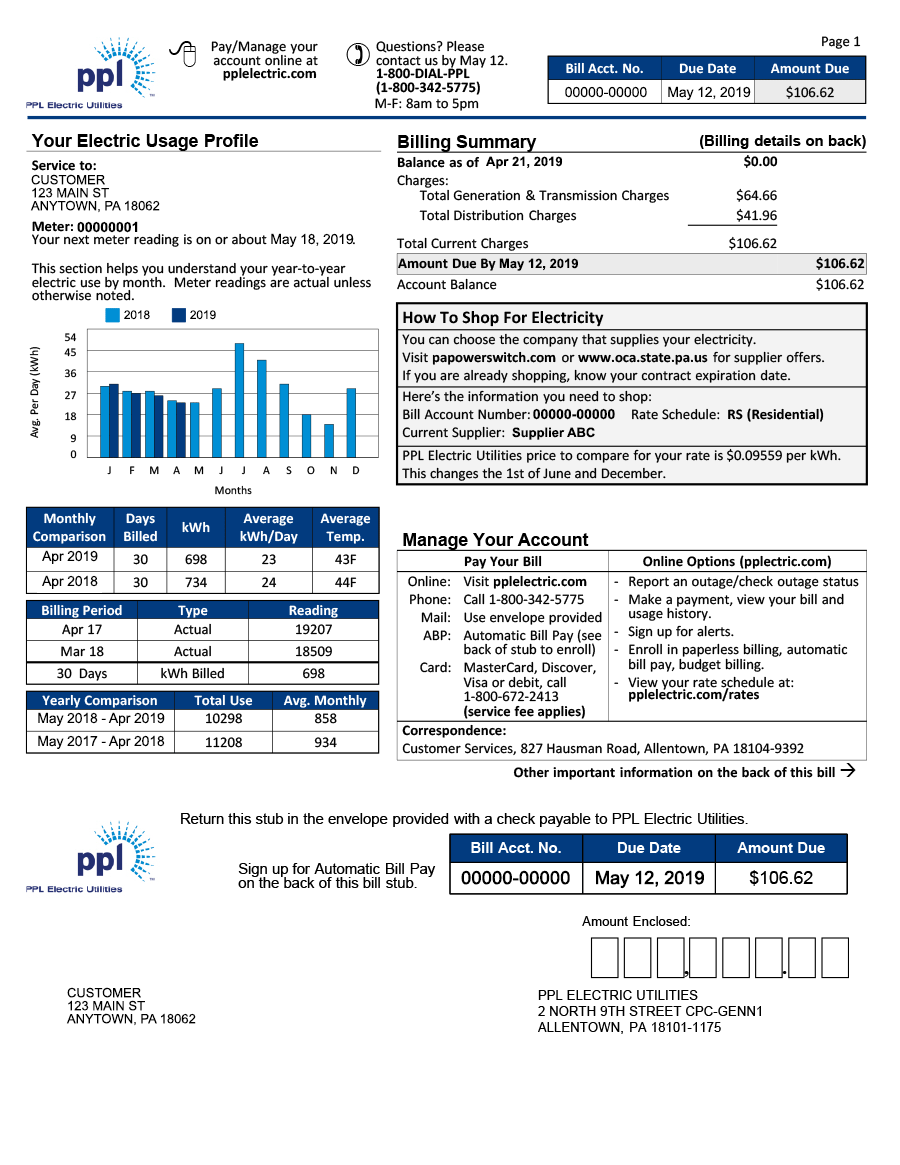 ppl
PPL Electric Utilities
Pay/Manage your
account online at
pplelectric.com
Questions? Please
contact us by May 12.
1-800-DIAL-PPL
(1-800-342-5775)
M-F: 8am to 5pm
Page 1
Bill Acct. No. Due Date Amount Due
00000-00000 May 12, 2019 $106.62
Your Electric Usage Profile
Service to:
CUSTOMER
123 MAIN ST
ANYTOWN, PA 18062
Meter: 00000001
Your next meter reading is on or about May 18, 2019.
This section helps you understand your year-to-year
electric use by month. Meter readings are actual unless
otherwise noted.
2018 2019
Avg. Per Day (kWh)
54
45
36
27
18
9
0
J F M A M J J A S O N D
Months
Monthly Comparison Days Billed kWh Average kWh/Day Average Temp.
Apr 2019 30 698 23 43F
Apr 2018 30 734 24 44F
Billing Period Type Reading
Apr 17 Actual 19207
Mar 18 Actual 18509
30 Days kWh Billed 698
Yearly Comparison Total Use Avg. Monthly
May 2018 - Apr 2019 10298 858
May 2017 - Apr 2018 11208 934
Billing Summary (Billing details on back)
Balance as of Apr 21, 2019 $0.00
Charges:
Total Generation & Transmission Charges $64.66
Total Distribution Charges $41.96
Total Current Charges $106.62
Amount Due By May 12, 2019 $106.62
Account Balance $106.62
How To Shop For Electricity
You can choose the company that supplies your electricity.
Visit papowerswitch.com or www.oca.state.pa.us for supplier offers.
If you are already shopping, know your contract expiration date.
Here's the information you need to shop:
Bill Account Number: 00000-00000 Rate Schedule: RS (Residential)
Current Supplier: Supplier ABC
PPL Electric Utilities price to compare for your rate is $0.09559 per kWh.
This changes the 1st of June and December.
Manage Your Account
Pay Your Bill
Online: Visit pplelectric.com
Phone: Call 1-800-342-5775
Mail: Use envelope provided
ABP: Automatic Bill Pay (see
back of stub to enroll)
Card: MasterCard, Discover,
Visa or debit, call
1-800-672-2413
(service fee applies)
Online Options (pplectric.com)
- Report an outage/check outage status
- Make a payment, view your bill and
usage history.
- Sign up for alerts.
- Enroll in paperless billing, automatic
bill pay, budget billing.
- View your rate schedule at:
pplelectric.com/rates
Correspondence:
Customer Services, 827 Hausman Road, Allentown, PA 18104-9392
Other important information on the back of this bill →
Return this stub in the envelope provided with a check payable to PPL Electric Utilities.
ppl
PPL Electric Utilities
Sign up for Automatic Bill Pay
on the back of this bill stub.
Bill Acct. No. Due Date Amount Due
00000-00000 May 12, 2019 $106.62
Amount Enclosed:
, .
CUSTOMER
123 MAIN ST
ANYTOWN, PA 18062
PPL ELECTRIC UTILITIES
2 NORTH 9TH STREET CPC-GENN1
ALLENTOWN, PA 18101-1175